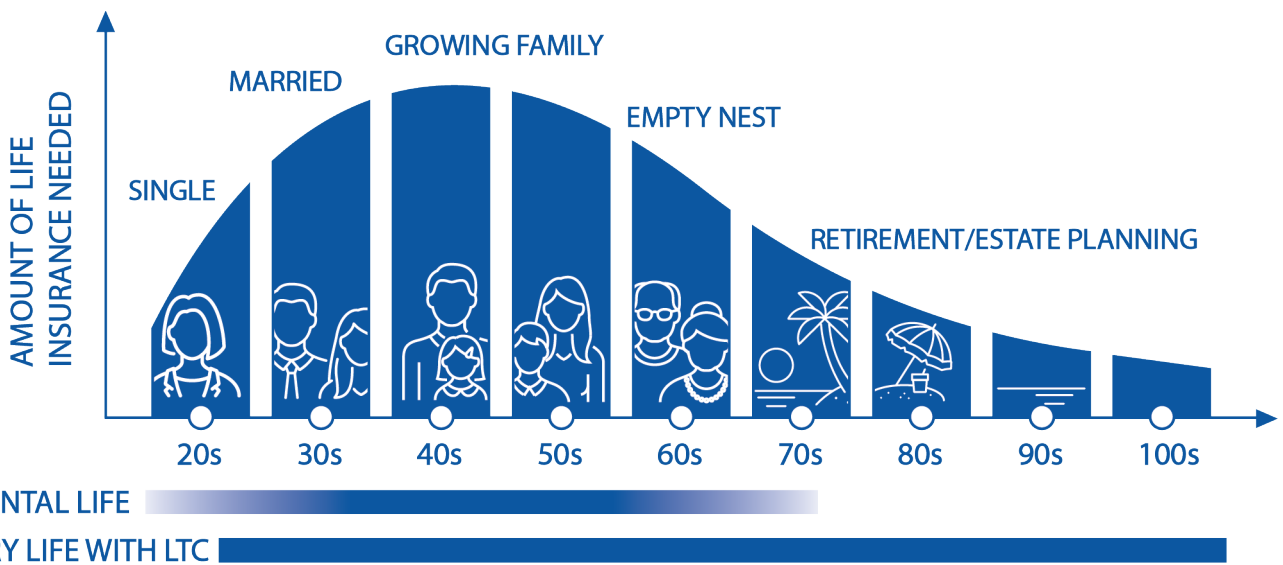 GROWING FAMILY
MARRIED
EMPTY NEST
SINGLE
RETIREMENT/ESTATE PLANNING
AMOUNT OF LIFE
INSURANCE NEEDED
20s 30s 40s 50s 60s 70s 80s 90s 100s
NTAL LIFE
Y LIFE WITH LTC